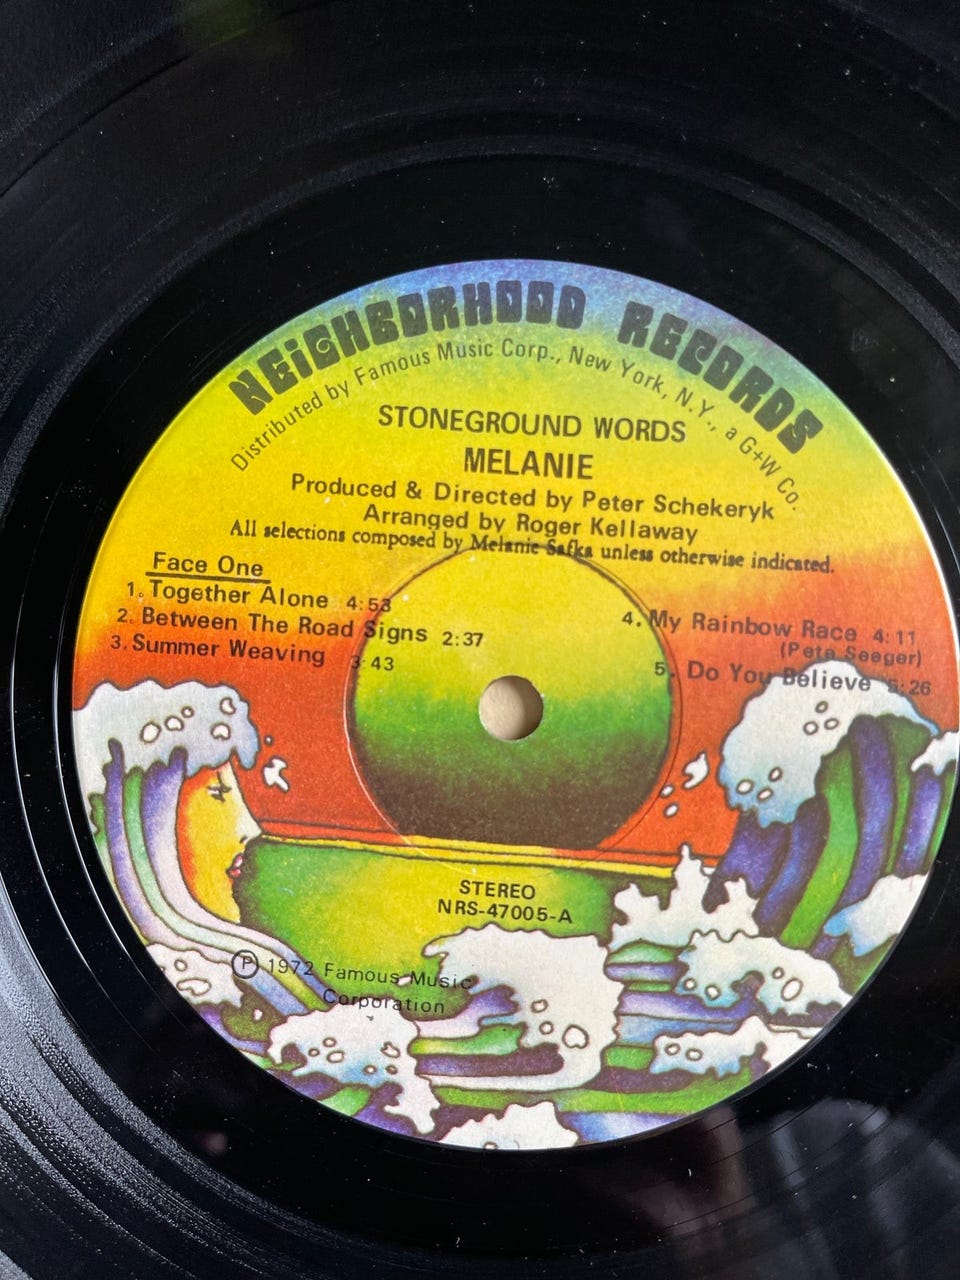 NEIGHBORHOOD RECORDS
Distributed by Famous Music Corp., New York, N.Y., a G+W Co.
STONEGROUND WORDS
MELANIE
Produced & Directed by Peter Schekeryk
Arranged by Roger Kellaway
All selections composed by Melanie Safka unless otherwise indicated.
Face One
1. Together Alone 4:53
2. Between The Road Signs 2:37
3. Summer Weaving 3:43
4. My Rainbow Race 4:11
(Pete Seeger)
5. Do You Believe 5:26
STEREO
NRS-47005-A
Ⓟ 1972 Famous Music
Corporation